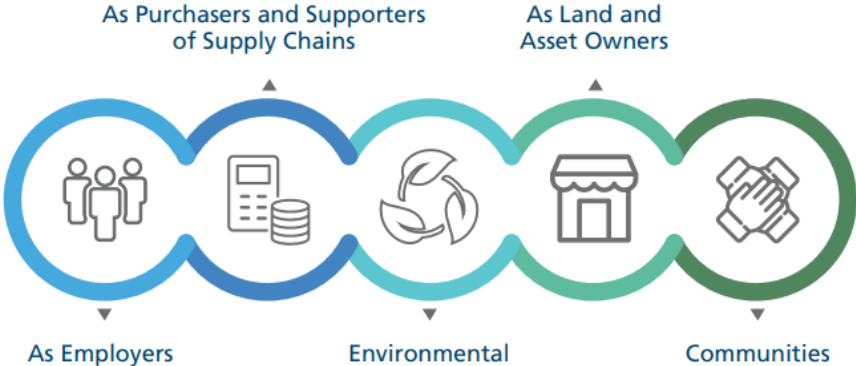 As Purchasers and Supporters
of Supply Chains
As Land and
Asset Owners
As Employers
Environmental
Communities